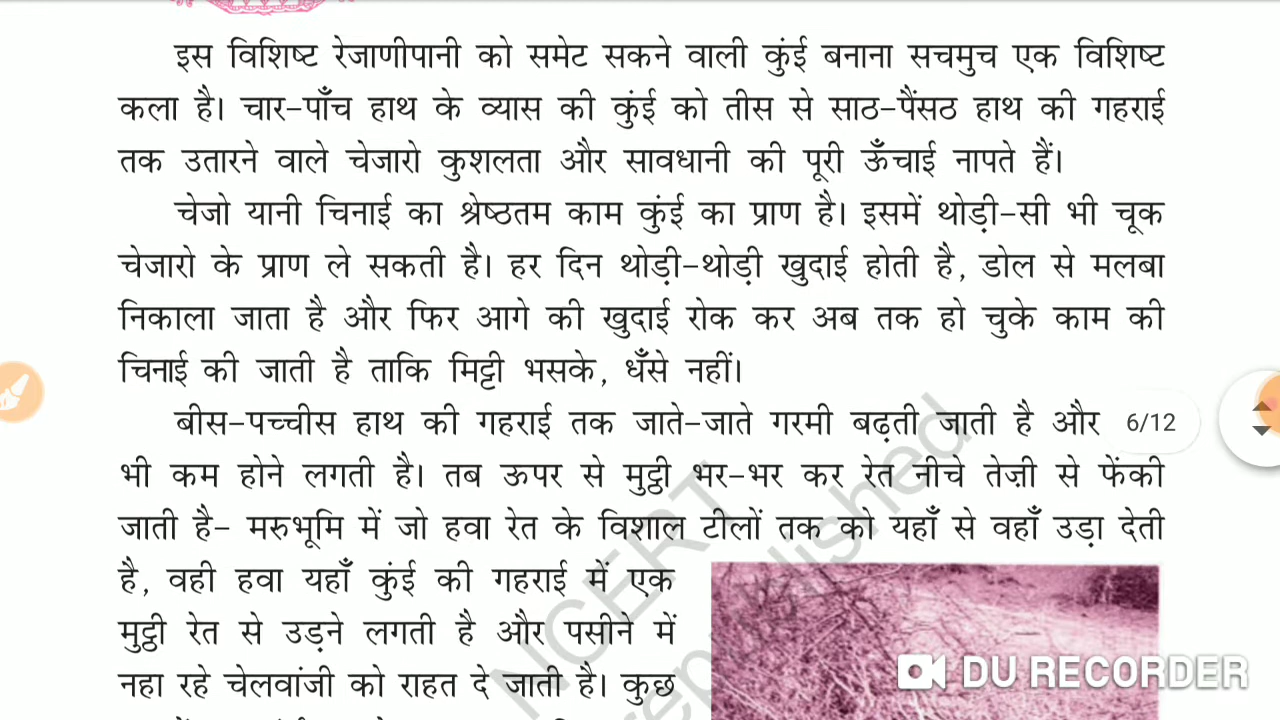 इस विशिष्ट रेजाणीपानी को समेट सकने वाली कुंई बनाना सचमुच एक विशिष्ट
कला है। चार-पाँच हाथ के व्यास की कुंई को तीस से साठ-पैंसठ हाथ की गहराई
तक उतारने वाले चेजारो कुशलता और सावधानी की पूरी ऊँचाई नापते हैं।
चेजो यानी चिनाई का श्रेष्ठतम काम कुंई का प्राण है। इसमें थोड़ी-सी भी चूक
चेजारो के प्राण ले सकती है। हर दिन थोड़ी-थोड़ी खुदाई होती है, डोल से मलबा
निकाला जाता है और फिर आगे की खुदाई रोक कर अब तक हो चुके काम की
चिनाई की जाती है ताकि मिट्टी भसके, धँसे नहीं।
बीस-पच्चीस हाथ की गहराई तक जाते-जाते गरमी बढ़ती जाती है और
6/12
भी कम होने लगती है। तब ऊपर से मुट्ठी भर-भर कर रेत नीचे तेज़ी से फेंकी
जाती है- मरुभूमि में जो हवा रेत के विशाल टीलों तक को यहाँ से वहाँ उड़ा देती
है, वही हवा यहाँ कुंई की गहराई में एक
मुट्ठी रेत से उड़ने लगती है और पसीने में
नहा रहे चेलवांजी को राहत दे जाती है। कुछ
NCERT
republished
DU RECORDER